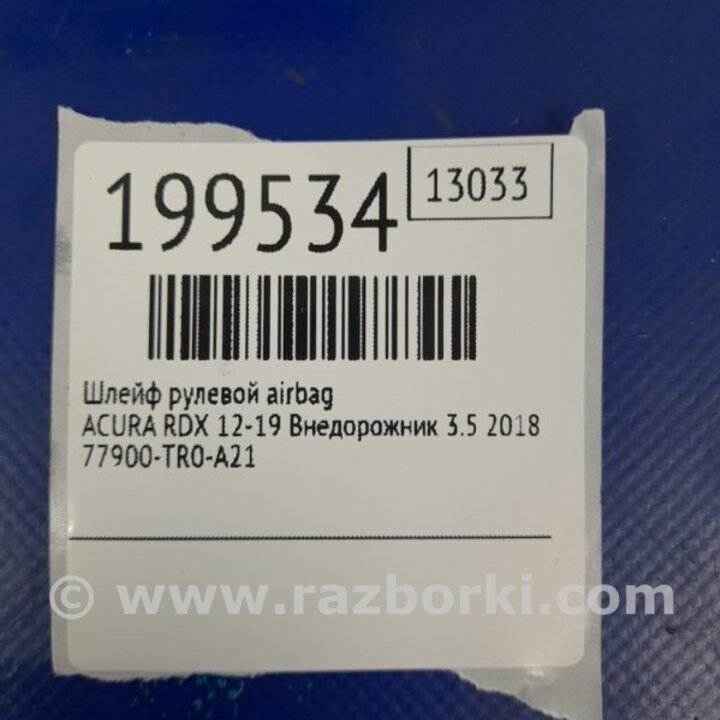 199534
13033
Шлейф рулевой airbag
ACURA RDX 12-19 Внедорожник 3.5 2018
77900-TR0-A21
© www.razborki.com